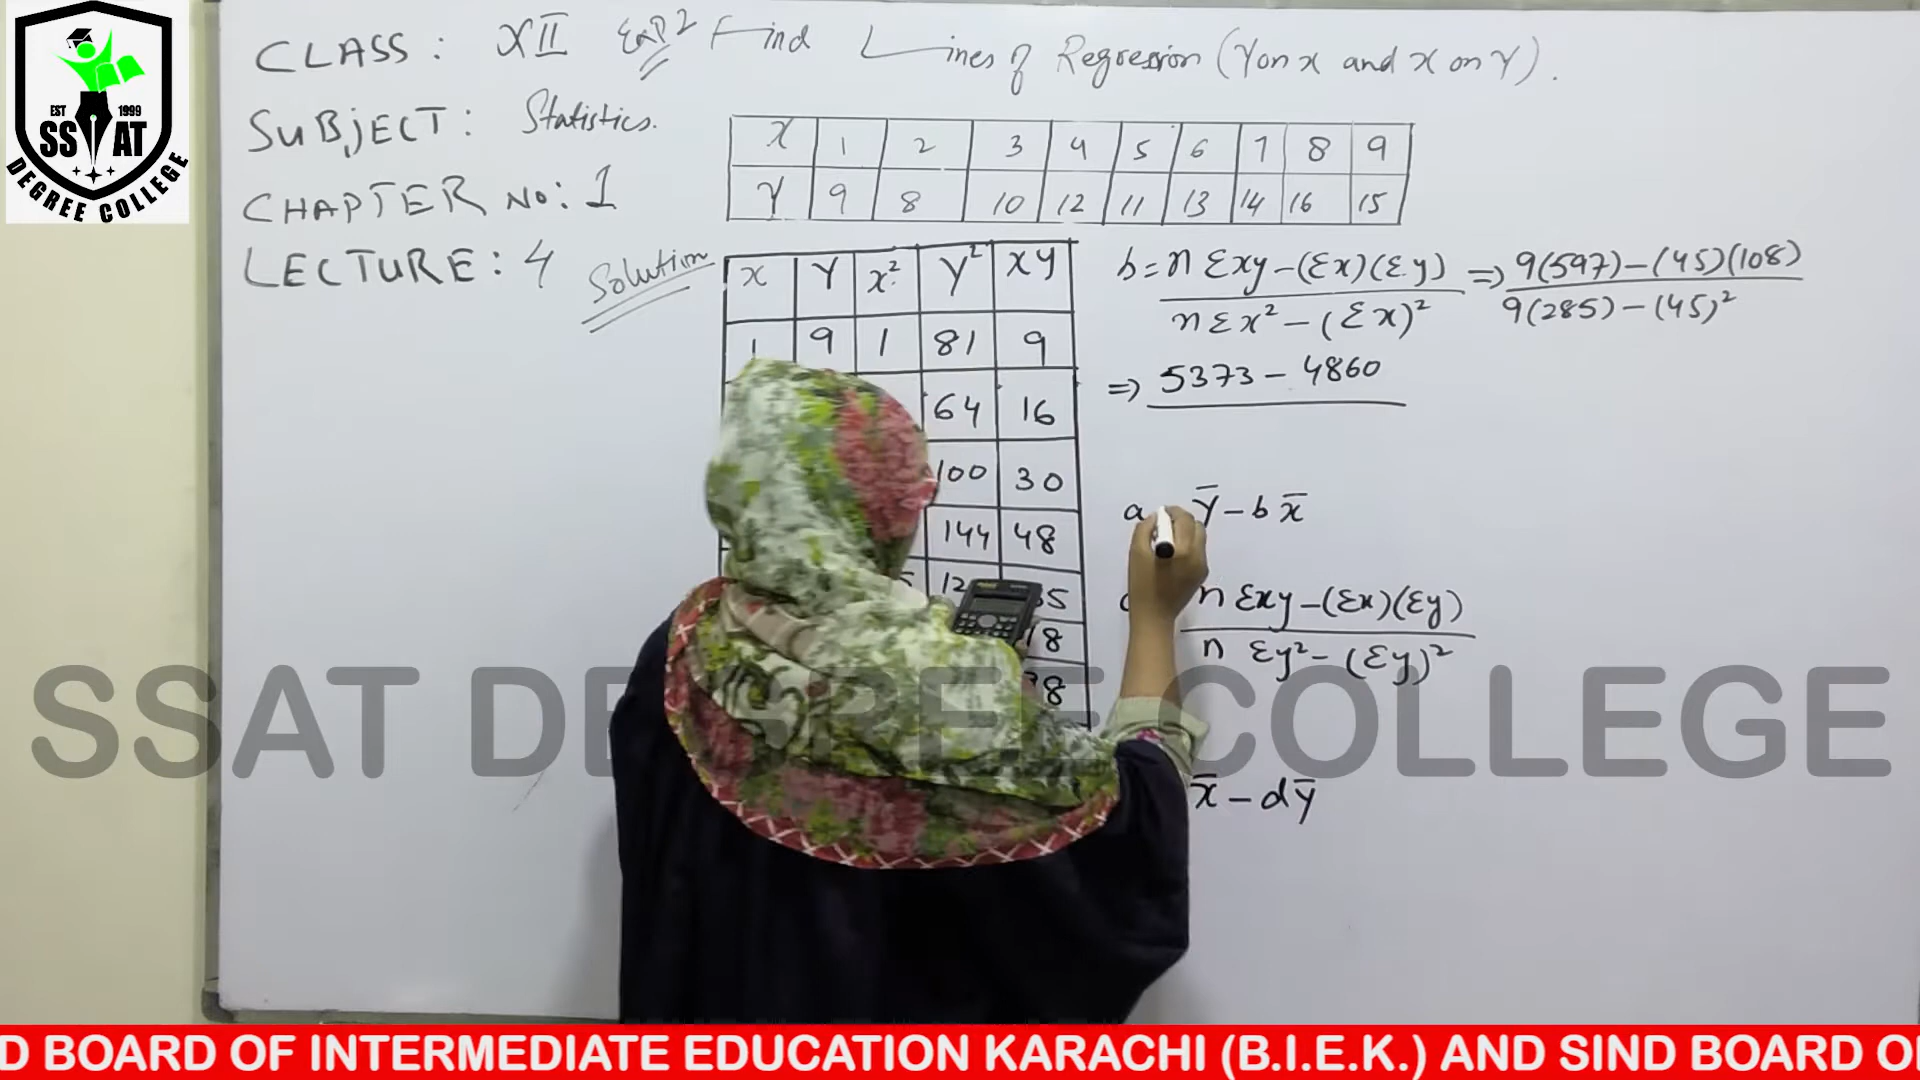 CLASS: XII Exp 2 Find Lines of Regression (Y on x and x on Y).
SUBJECT: Statistics.
CHAPTER No: 1
LECTURE: 4
Solution
X 1 2 3 4 5 6 7 8 9
Y 9 8 10 12 11 13 14 16 15
x Y x² Y² XY
1 9 1 81 9
64 16
100 30
144 48
12
18
b = nΣxy-(Σx)(Σy) / nΣx²-(Σx)² => 9(597)-(45)(108) / 9(285)-(45)²
=> 5373-4860
a Ȳ-bx̄
nΣxy-(Σx)(Σy)
n Σy²-(Σy)²
x̄-dȳ
EST 1999
SSAT
DEGREE COLLEGE
SSAT DEGREE COLLEGE
D BOARD OF INTERMEDIATE EDUCATION KARACHI (B.I.E.K.) AND SIND BOARD